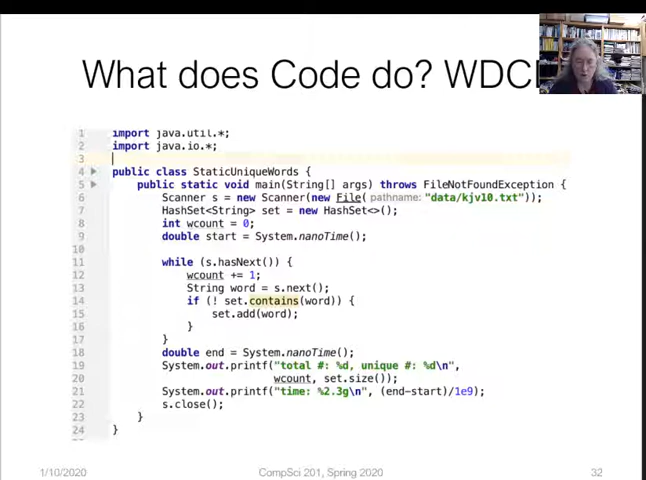 What does Code do? WDC
1 import java.util.*;
2 import java.io.*;
3
4 public class StaticUniqueWords {
5 public static void main(String[] args) throws FileNotFoundException {
6 Scanner s = new Scanner(new File( pathname: "data/kjv10.txt"));
7 HashSet<String> set = new HashSet<>();
8 int wcount = 0;
9 double start = System.nanoTime();
10
11 while (s.hasNext()) {
12 wcount += 1;
13 String word = s.next();
14 if (! set.contains(word)) {
15 set.add(word);
16 }
17 }
18 double end = System.nanoTime();
19 System.out.printf("total #: %d, unique #: %d\n",
20 wcount, set.size());
21 System.out.printf("time: %2.3g\n", (end-start)/1e9);
22 s.close();
23 }
24 }
1/10/2020 CompSci 201, Spring 2020 32